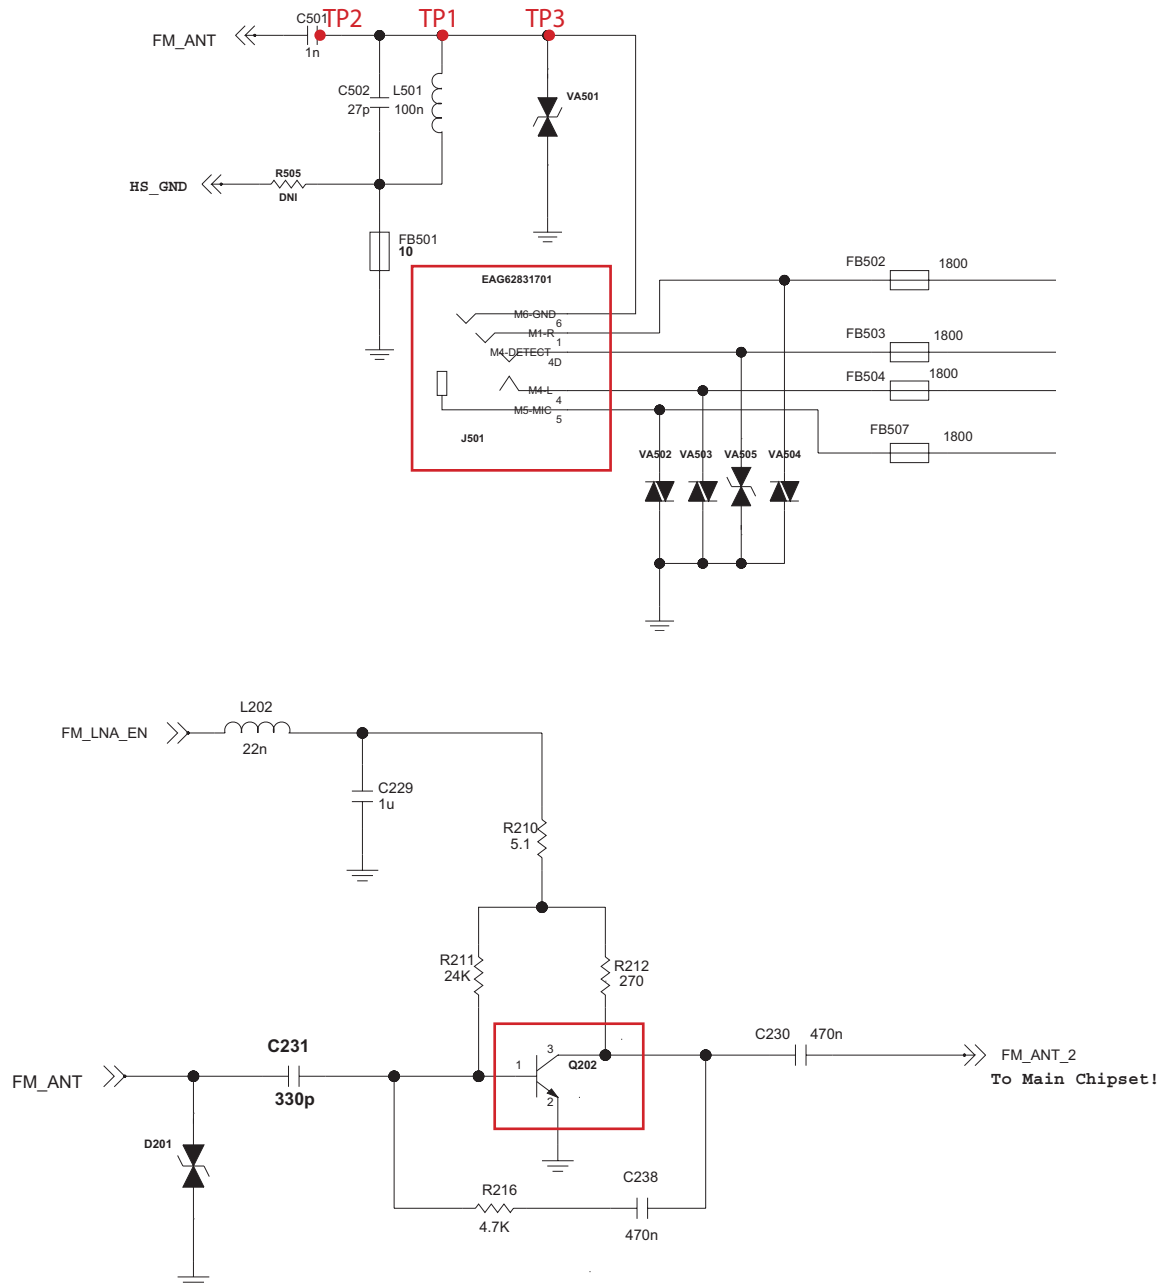 C501
TP2
TP1
TP3
FM_ANT
1n
C502
27p
L501
100n
VA501
HS_GND
R505
DNI
FB501
10
EAG62831701
M6-GND
6
M1-R
1
M4-DETECT
4D
M4-L
4
M5-MIC
5
J501
FB502
1800
FB503
1800
FB504
1800
FB507
1800
VA502
VA503
VA505
VA504
L202
FM_LNA_EN
22n
C229
1u
R210
5.1
R211
24K
R212
270
C231
330p
FM_ANT
3
Q202
1
2
C230
470n
FM_ANT_2
To Main Chipset!
D201
R216
4.7K
C238
470n